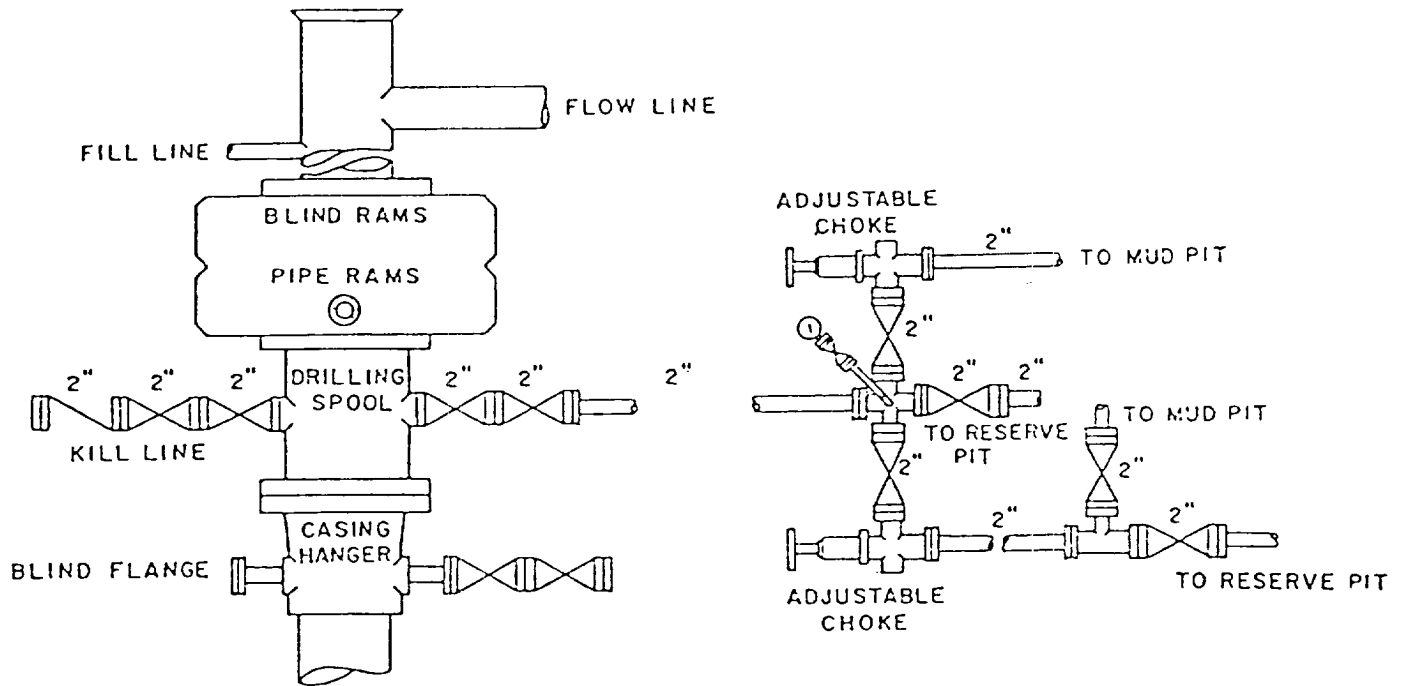 FLOW LINE
FILL LINE
BLIND RAMS
PIPE RAMS
2" 2" 2" DRILLING 2" 2" 2"
SPOOL
KILL LINE
CASING
HANGER
BLIND FLANGE
ADJUSTABLE
CHOKE
2"
TO MUD PIT
2"
2" 2"
TO RESERVE
PIT
TO MUD PIT
2"
2"
2"
2"
TO RESERVE PIT
ADJUSTABLE
CHOKE